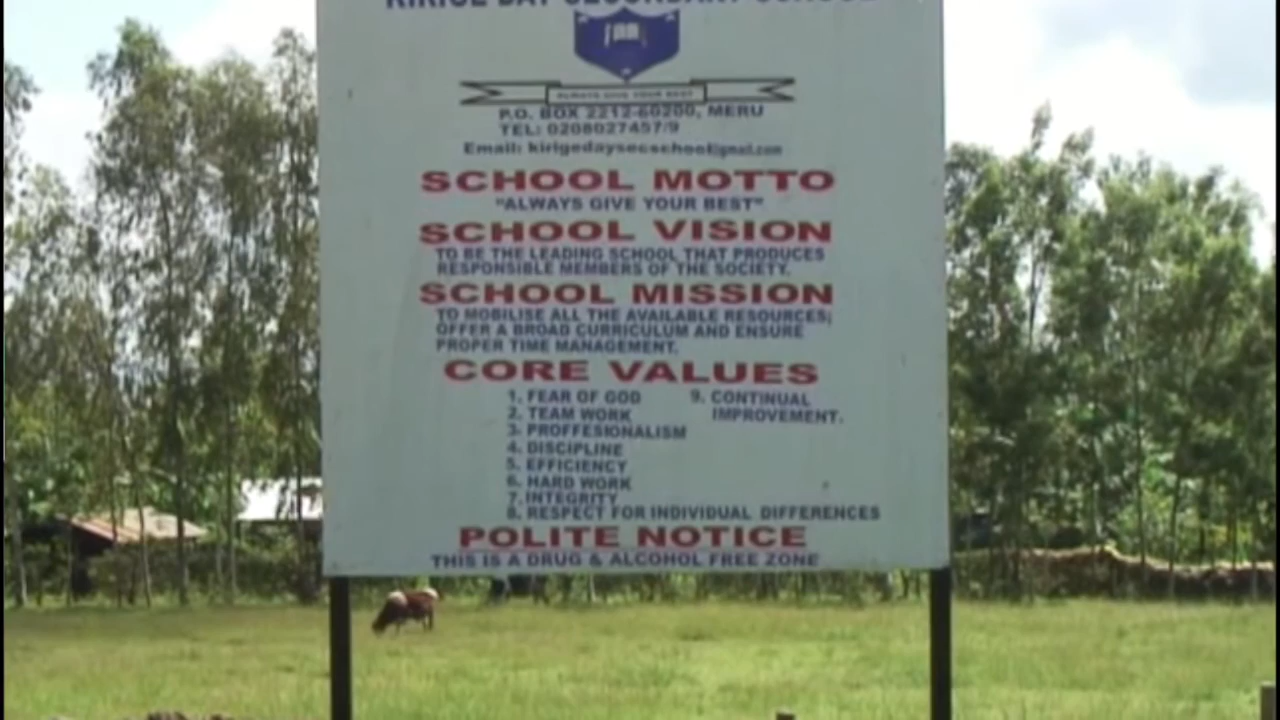 KIRIGE DAY SECONDARY SCHOOL
ALWAYS GIVE YOUR BEST
P.O. BOX 2212-60200, MERU
TEL: 0208027457/9
Email: kirigedaysecschool@gmail.com
SCHOOL MOTTO
"ALWAYS GIVE YOUR BEST"
SCHOOL VISION
TO BE THE LEADING SCHOOL THAT PRODUCES
RESPONSIBLE MEMBERS OF THE SOCIETY.
SCHOOL MISSION
TO MOBILISE ALL THE AVAILABLE RESOURCES;
OFFER A BROAD CURRICULUM AND ENSURE
PROPER TIME MANAGEMENT.
CORE VALUES
1. FEAR OF GOD
2. TEAM WORK
3. PROFFESIONALISM
4. DISCIPLINE
5. EFFICIENCY
6. HARD WORK
7. INTEGRITY
8. RESPECT FOR INDIVIDUAL DIFFERENCES
9. CONTINUAL
IMPROVEMENT.
POLITE NOTICE
THIS IS A DRUG & ALCOHOL FREE ZONE